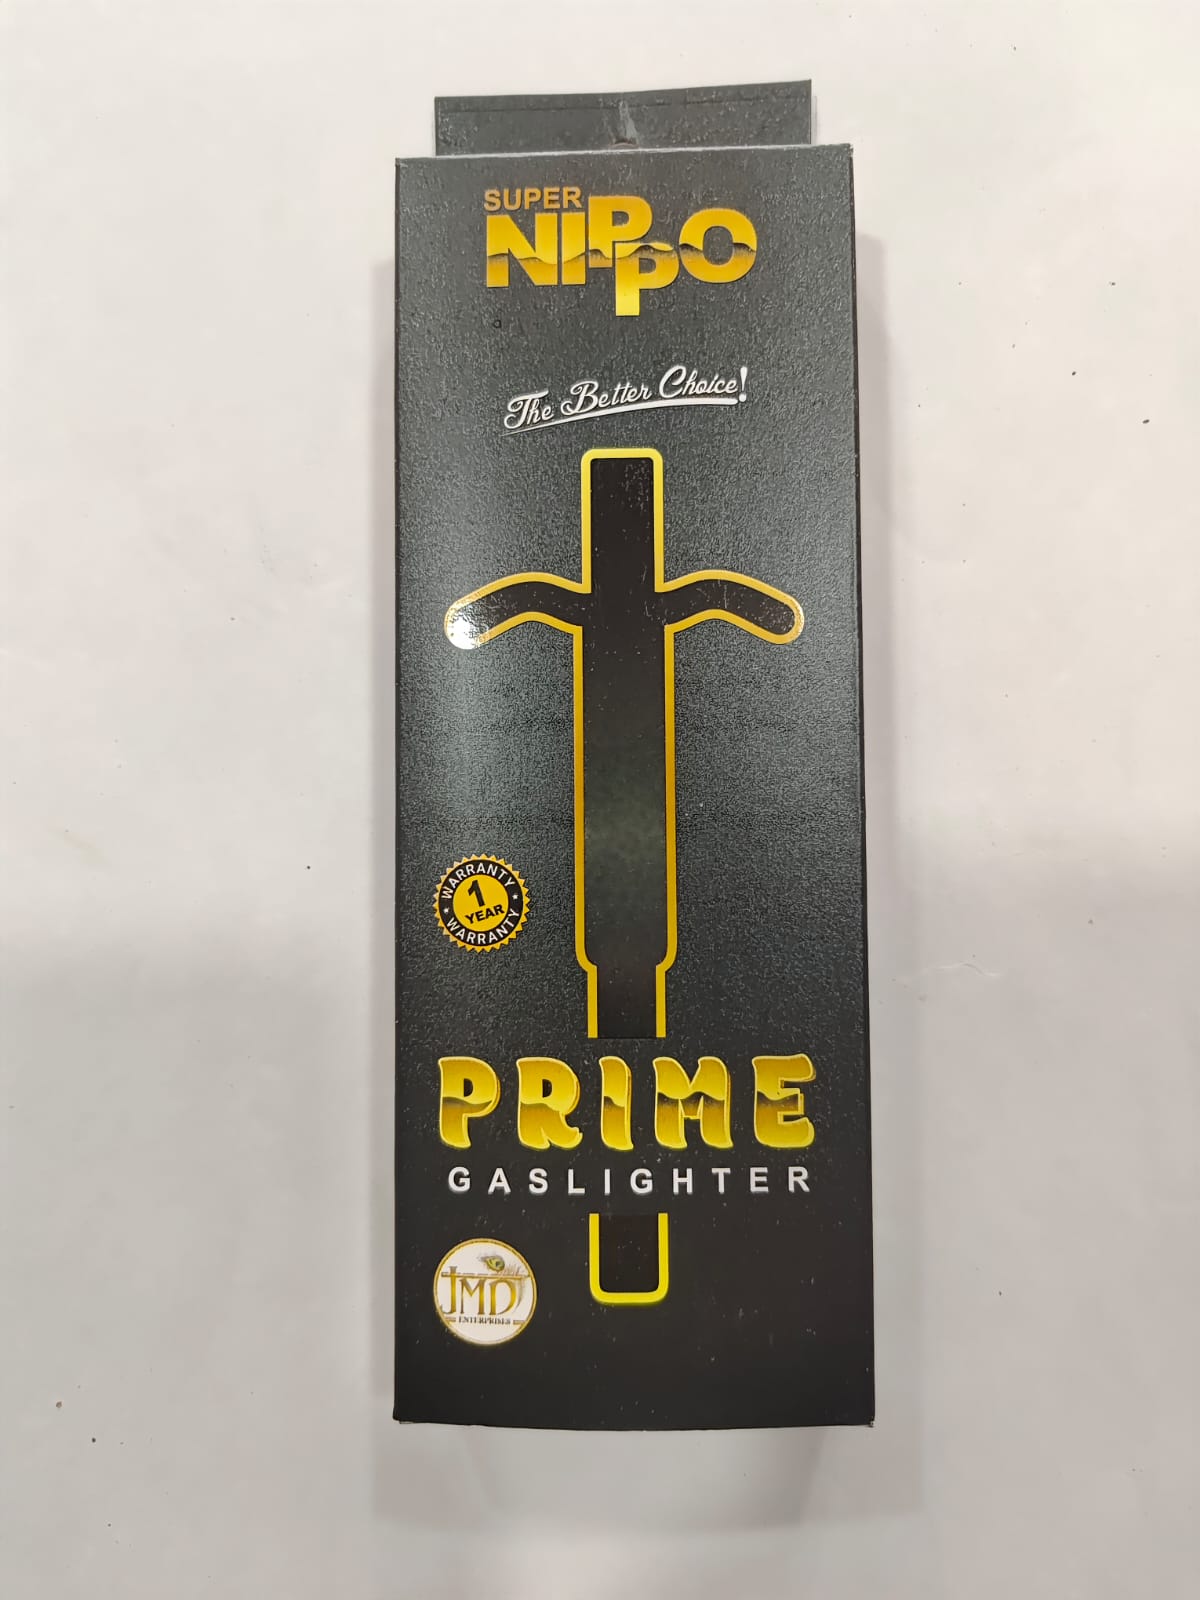 SUPER
NIPPO
The Better Choice!
WARRANTY
1
YEAR
WARRANTY
PRIME
GASLIGHTER
JMD
ENTERPRISES